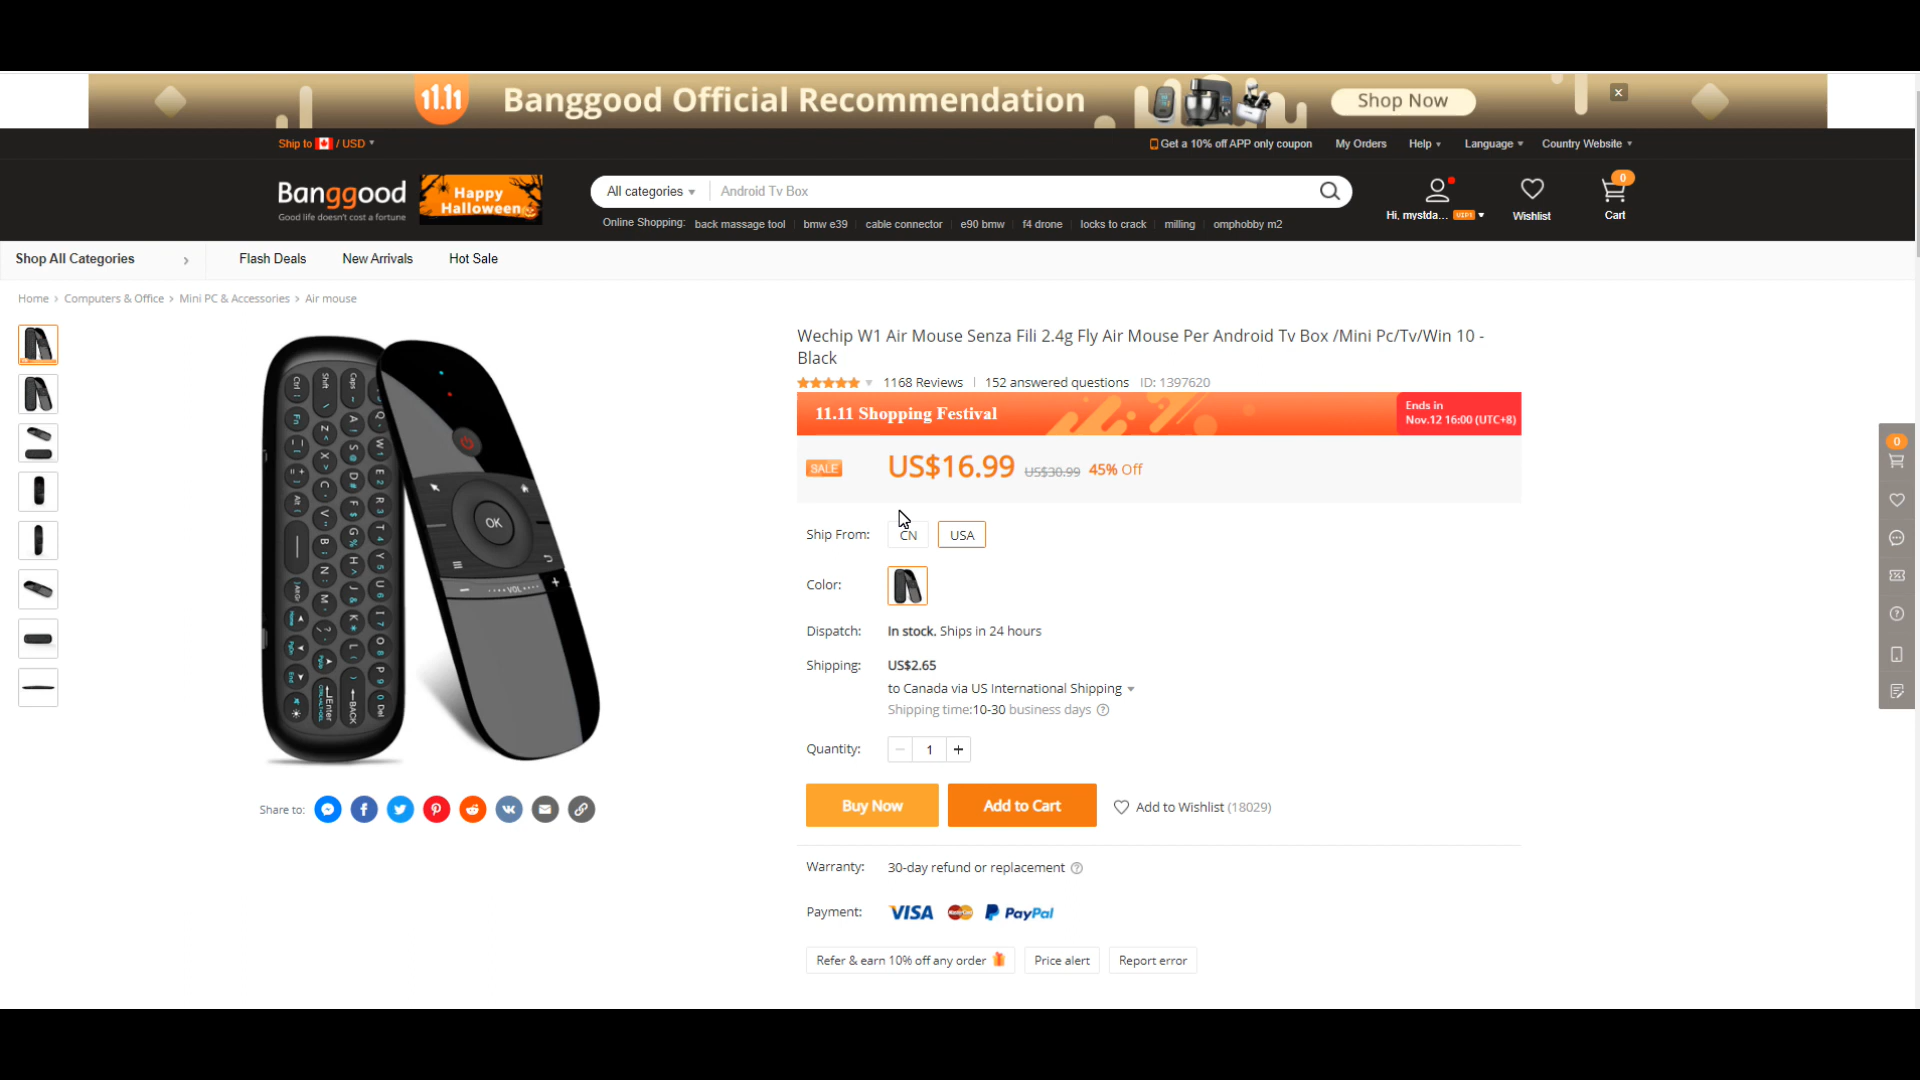 11.11 Banggood Official Recommendation Shop Now
Ship to / USD
Get a 10% off APP only coupon My Orders Help Language Country Website
Banggood
Good life doesn't cost a fortune
Happy
Halloween
All categories Android Tv Box
Hi, mystda... VIP1
Wishlist
0
Cart
Online Shopping: back massage tool bmw e39 cable connector e90 bmw f4 drone locks to crack milling omphobby m2
Shop All Categories Flash Deals New Arrivals Hot Sale
Home > Computers & Office > Mini PC & Accessories > Air mouse
Wechip W1 Air Mouse Senza Fili 2.4g Fly Air Mouse Per Android Tv Box /Mini Pc/Tv/Win 10 -
Black
1168 Reviews | 152 answered questions ID: 1397620
11.11 Shopping Festival
Ends in
Nov.12 16:00 (UTC+8)
SALE US$16.99 US$30.99 45% Off
Ship From: CN USA
Color:
Dispatch: In stock. Ships in 24 hours
Shipping: US$2.65
to Canada via US International Shipping
Shipping time:10-30 business days
Quantity: 1
Buy Now Add to Cart Add to Wishlist (18029)
Warranty: 30-day refund or replacement
Payment: VISA MasterCard PayPal
Refer & earn 10% off any order Price alert Report error
Share to:
OK
VOL
0